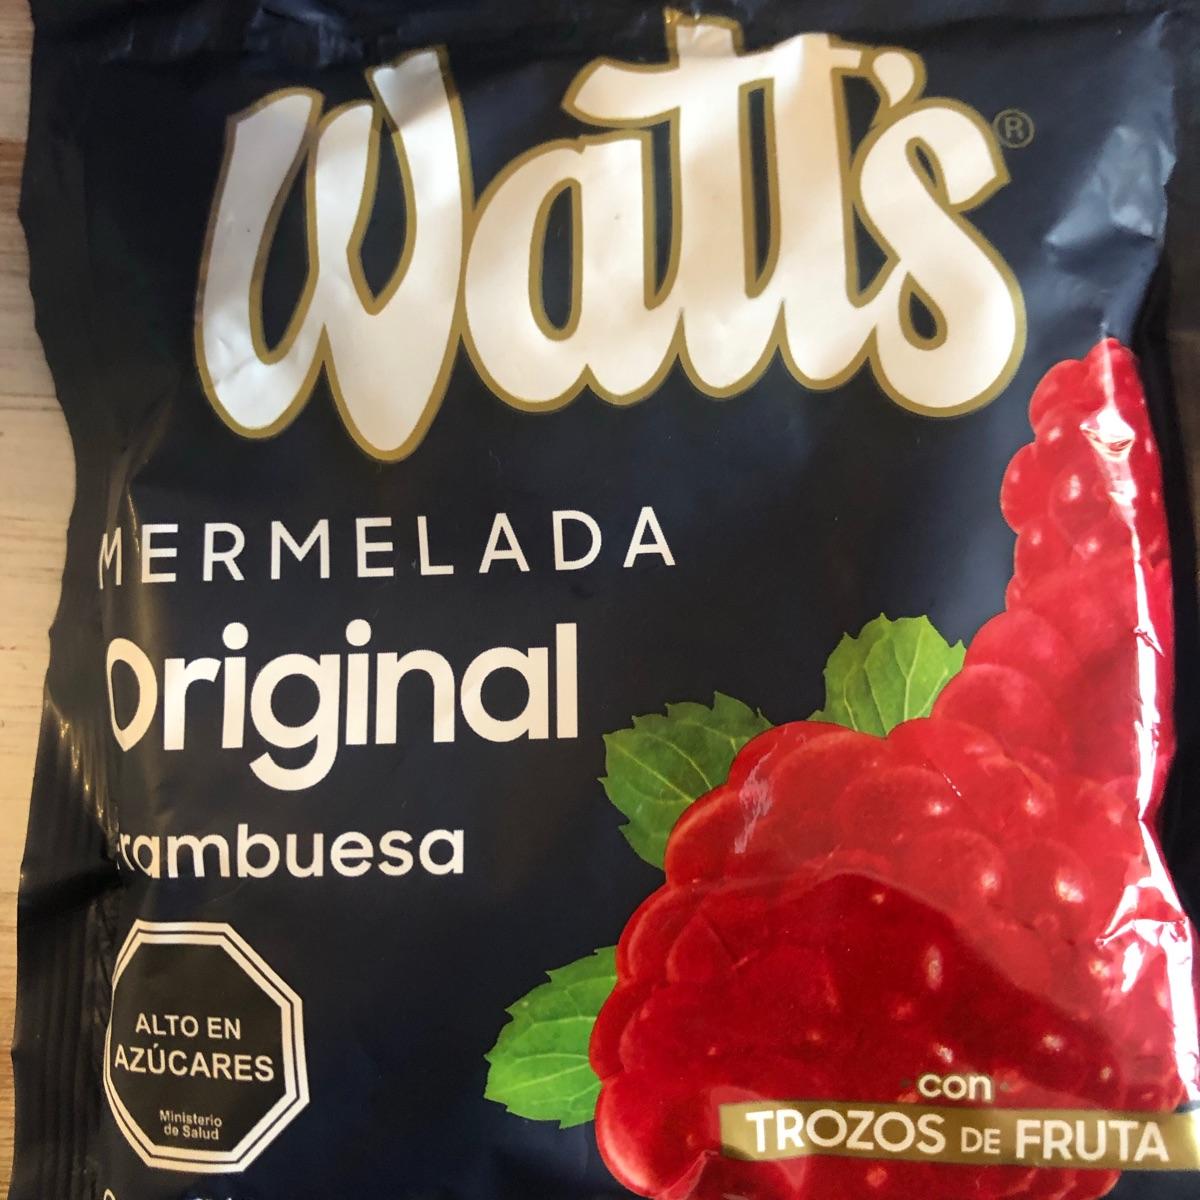 Watt's®
MERMELADA
Original
Frambuesa
ALTO EN
AZÚCARES
Ministerio
de Salud
con
TROZOS DE FRUTA